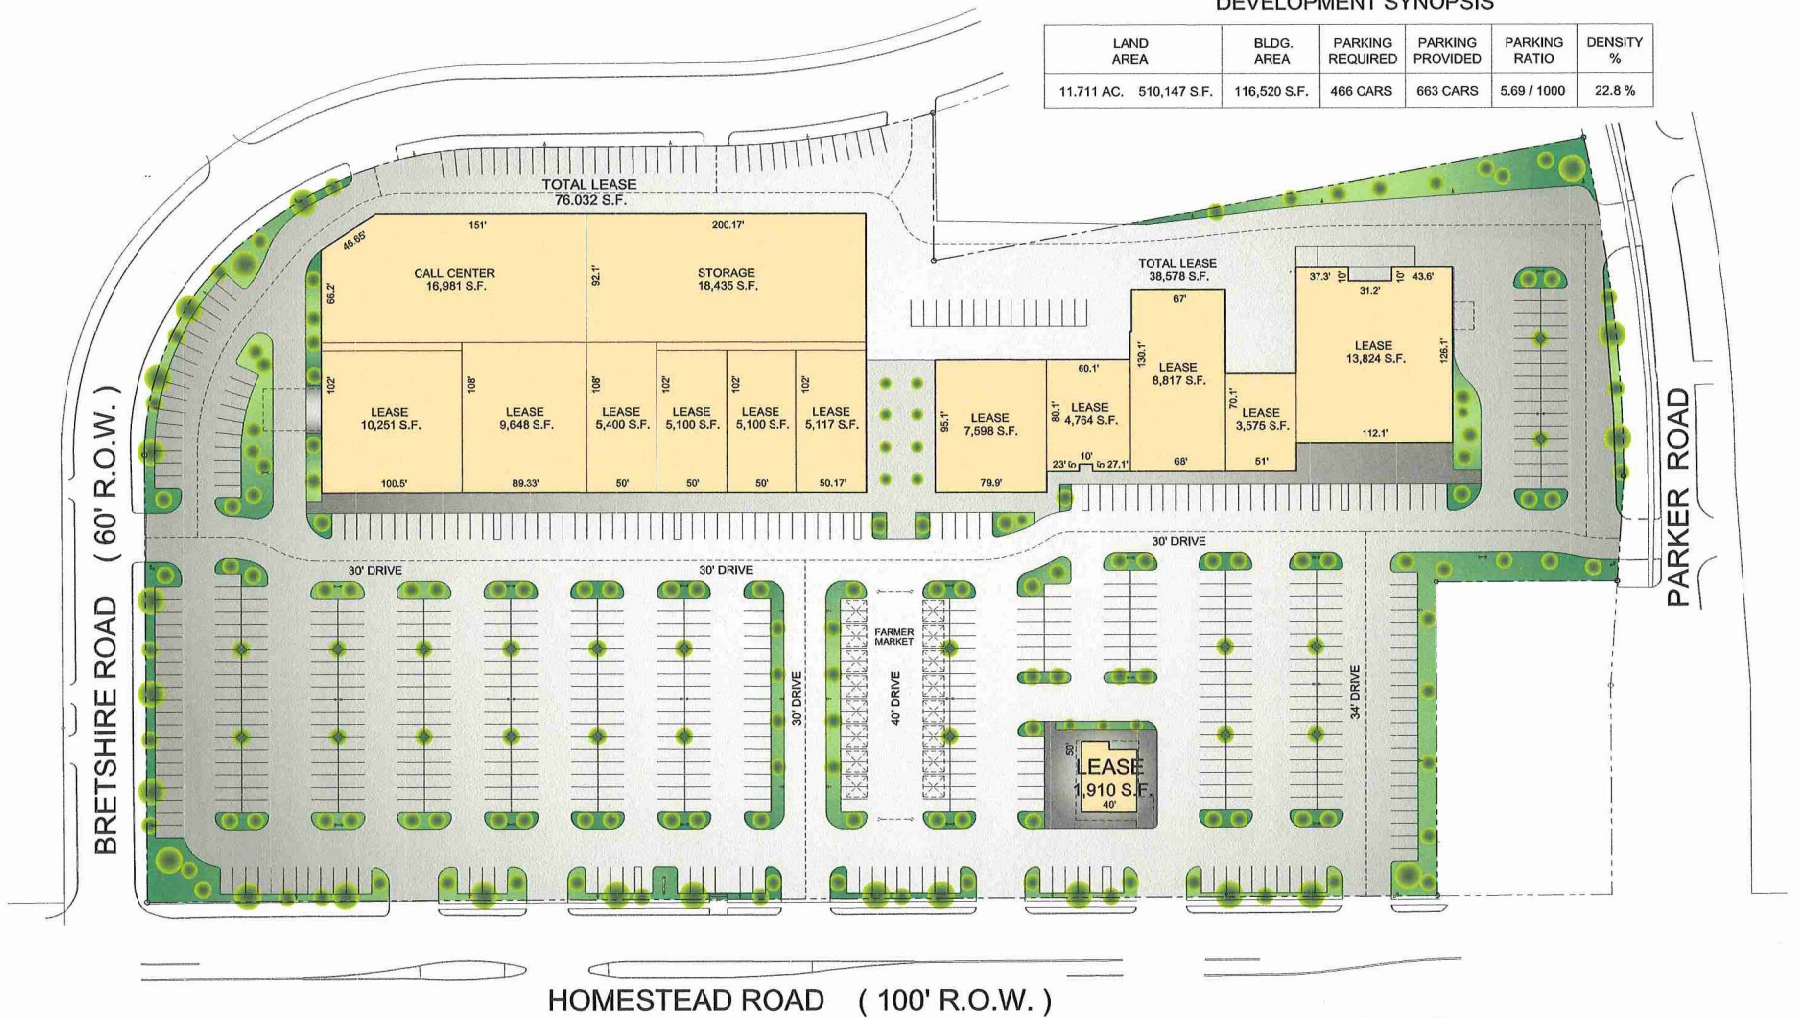 DEVELOPMENT SYNOPSIS
LAND AREA
BLDG. AREA
PARKING REQUIRED
PARKING PROVIDED
PARKING RATIO
DENSITY %
11.711 AC. 510,147 S.F.
116,520 S.F.
466 CARS
663 CARS
5.69 / 1000
22.8 %
TOTAL LEASE
76.032 S.F.
151'
200.17'
46.65'
CALL CENTER
16,981 S.F.
66.2'
92.1'
STORAGE
18,435 S.F.
TOTAL LEASE
38,578 S.F.
67'
37.3'
10'
31.2'
10'
43.6'
LEASE
13,824 S.F.
126.1'
112.1'
130.1'
LEASE
8,817 S.F.
68'
70.1'
LEASE
3,575 S.F.
51'
60.1'
80.1'
LEASE
4,764 S.F.
23'
5'
10'
5'
27.1'
95.1'
LEASE
7,598 S.F.
79.9'
102'
LEASE
10,251 S.F.
100.5'
108'
LEASE
9,648 S.F.
89.33'
108'
LEASE
5,400 S.F.
50'
102'
LEASE
5,100 S.F.
50'
102'
LEASE
5,100 S.F.
50'
102'
LEASE
5,117 S.F.
50.17'
30' DRIVE
30' DRIVE
30' DRIVE
30' DRIVE
FARMER
MARKET
40' DRIVE
34' DRIVE
50'
LEASE
1,910 S.F.
40'
BRETSHIRE ROAD ( 60' R.O.W. )
PARKER ROAD
HOMESTEAD ROAD ( 100' R.O.W. )